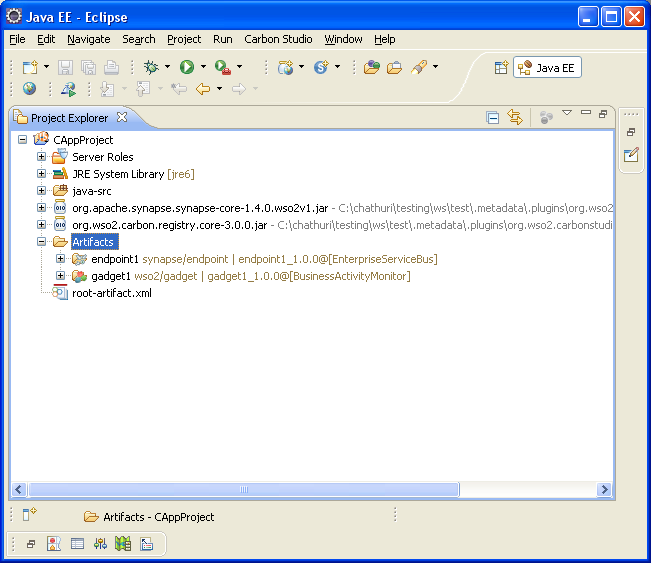 Java EE - Eclipse
File Edit Navigate Search Project Run Carbon Studio Window Help
Java EE
Project Explorer
CAppProject
Server Roles
JRE System Library [jre6]
java-src
org.apache.synapse.synapse-core-1.4.0.wso2v1.jar - C:\chathuri\testing\ws\test\.metadata\.plugins\org.wso2
org.wso2.carbon.registry.core-3.0.0.jar - C:\chathuri\testing\ws\test\.metadata\.plugins\org.wso2.carbonstudi
Artifacts
endpoint1 synapse/endpoint | endpoint1_1.0.0@[EnterpriseServiceBus]
gadget1 wso2/gadget | gadget1_1.0.0@[BusinessActivityMonitor]
root-artifact.xml
Artifacts - CAppProject